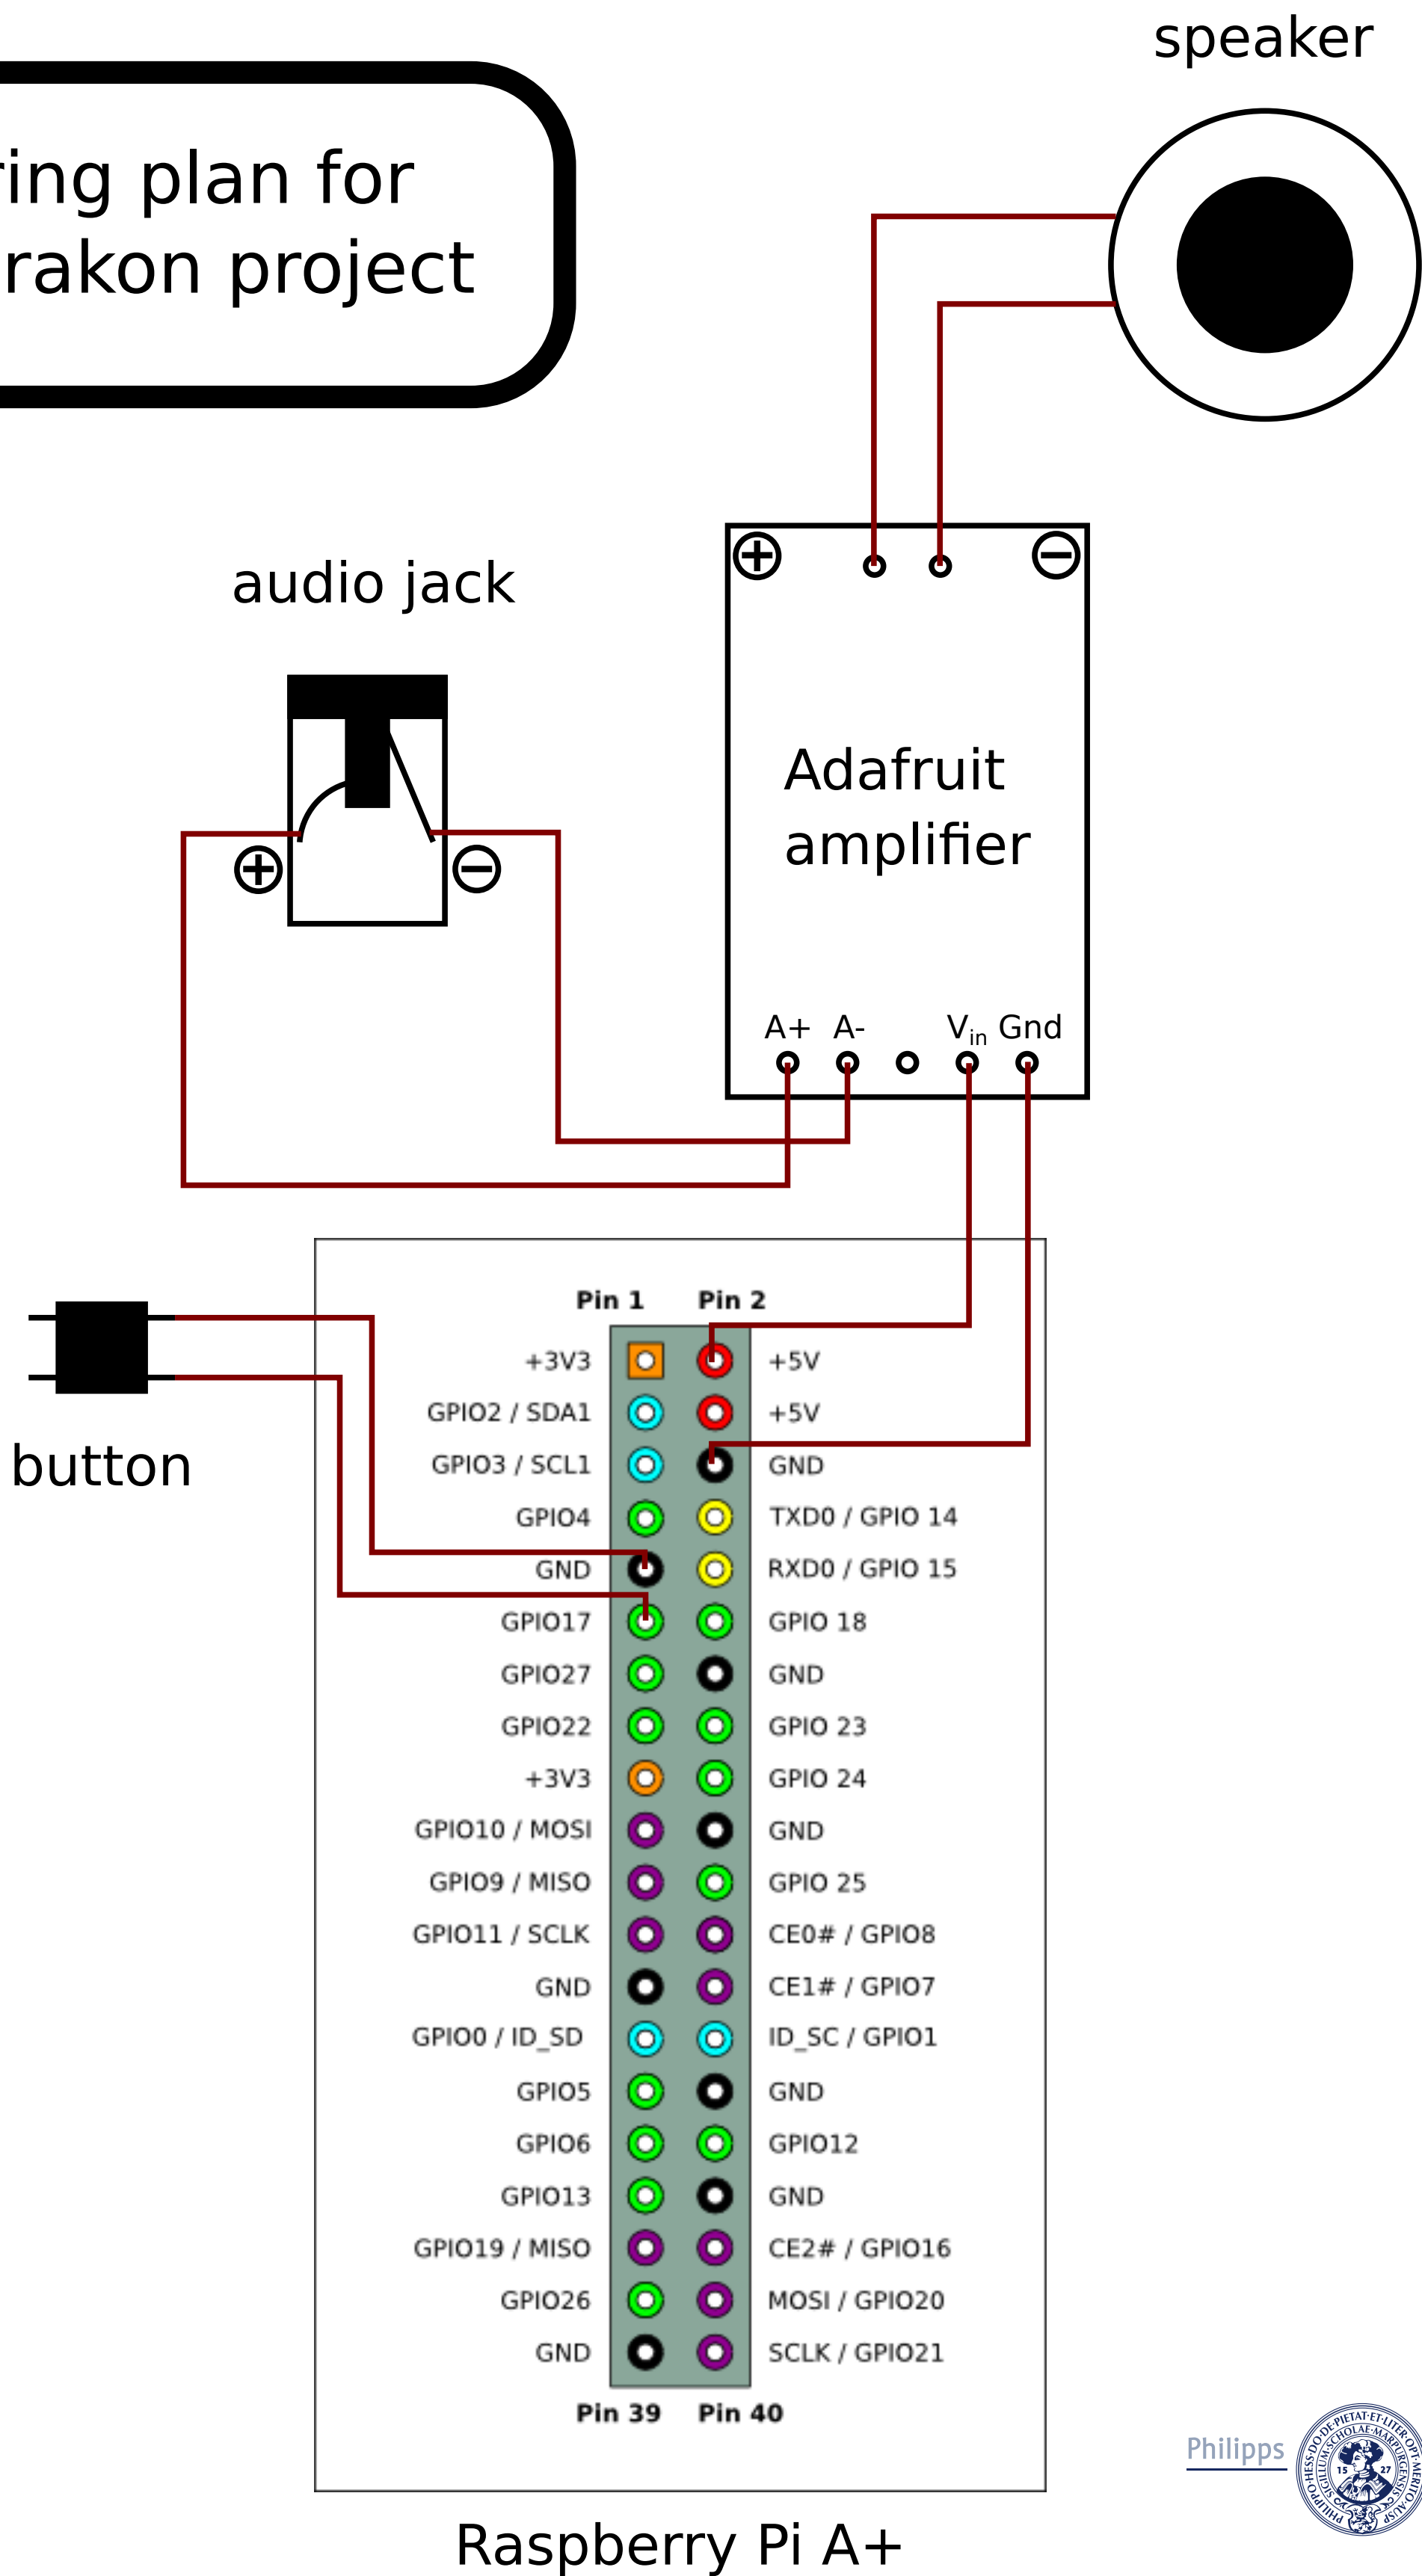 speaker
ring plan for
rakon project
audio jack
Adafruit
amplifier
A+ A- Vin Gnd
button
Pin 1 Pin 2
+3V3 +5V
GPIO2 / SDA1 +5V
GPIO3 / SCL1 GND
GPIO4 TXD0 / GPIO 14
GND RXD0 / GPIO 15
GPIO17 GPIO 18
GPIO27 GND
GPIO22 GPIO 23
+3V3 GPIO 24
GPIO10 / MOSI GND
GPIO9 / MISO GPIO 25
GPIO11 / SCLK CE0# / GPIO8
GND CE1# / GPIO7
GPIO0 / ID_SD ID_SC / GPIO1
GPIO5 GND
GPIO6 GPIO12
GPIO13 GND
GPIO19 / MISO CE2# / GPIO16
GPIO26 MOSI / GPIO20
GND SCLK / GPIO21
Pin 39 Pin 40
Philipps
15 27
Raspberry Pi A+